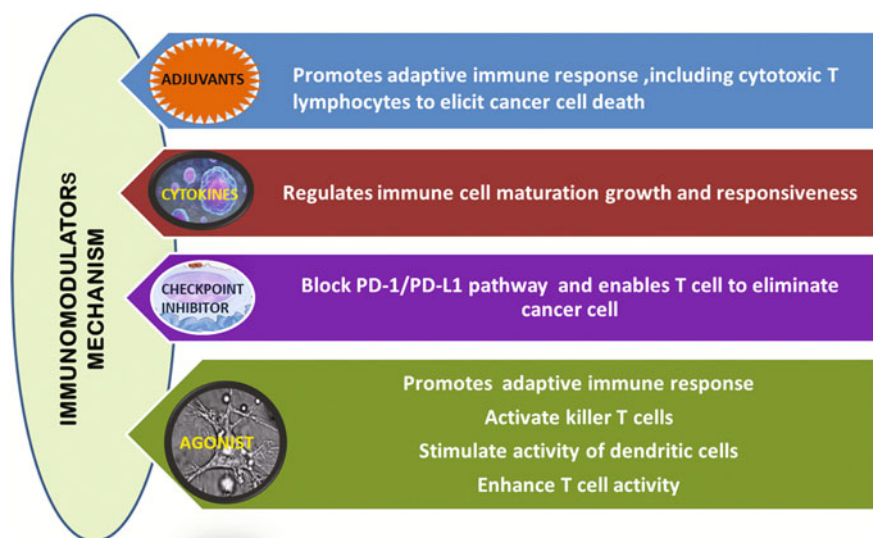 IMMUNOMODULATORs
MECHANISM
ADJUVANTS
Promotes adaptive immune response ,including cytotoxic T
lymphocytes to elicit cancer cell death
CYTOKINES
Regulates immune cell maturation growth and responsiveness
CHECKPOINT
INHIBITOR
Block PD-1/PD-L1 pathway and enables T cell to eliminate
cancer cell
AGONIST
Promotes adaptive immune response
Activate killer T cells
Stimulate activity of dendritic cells
Enhance T cell activity